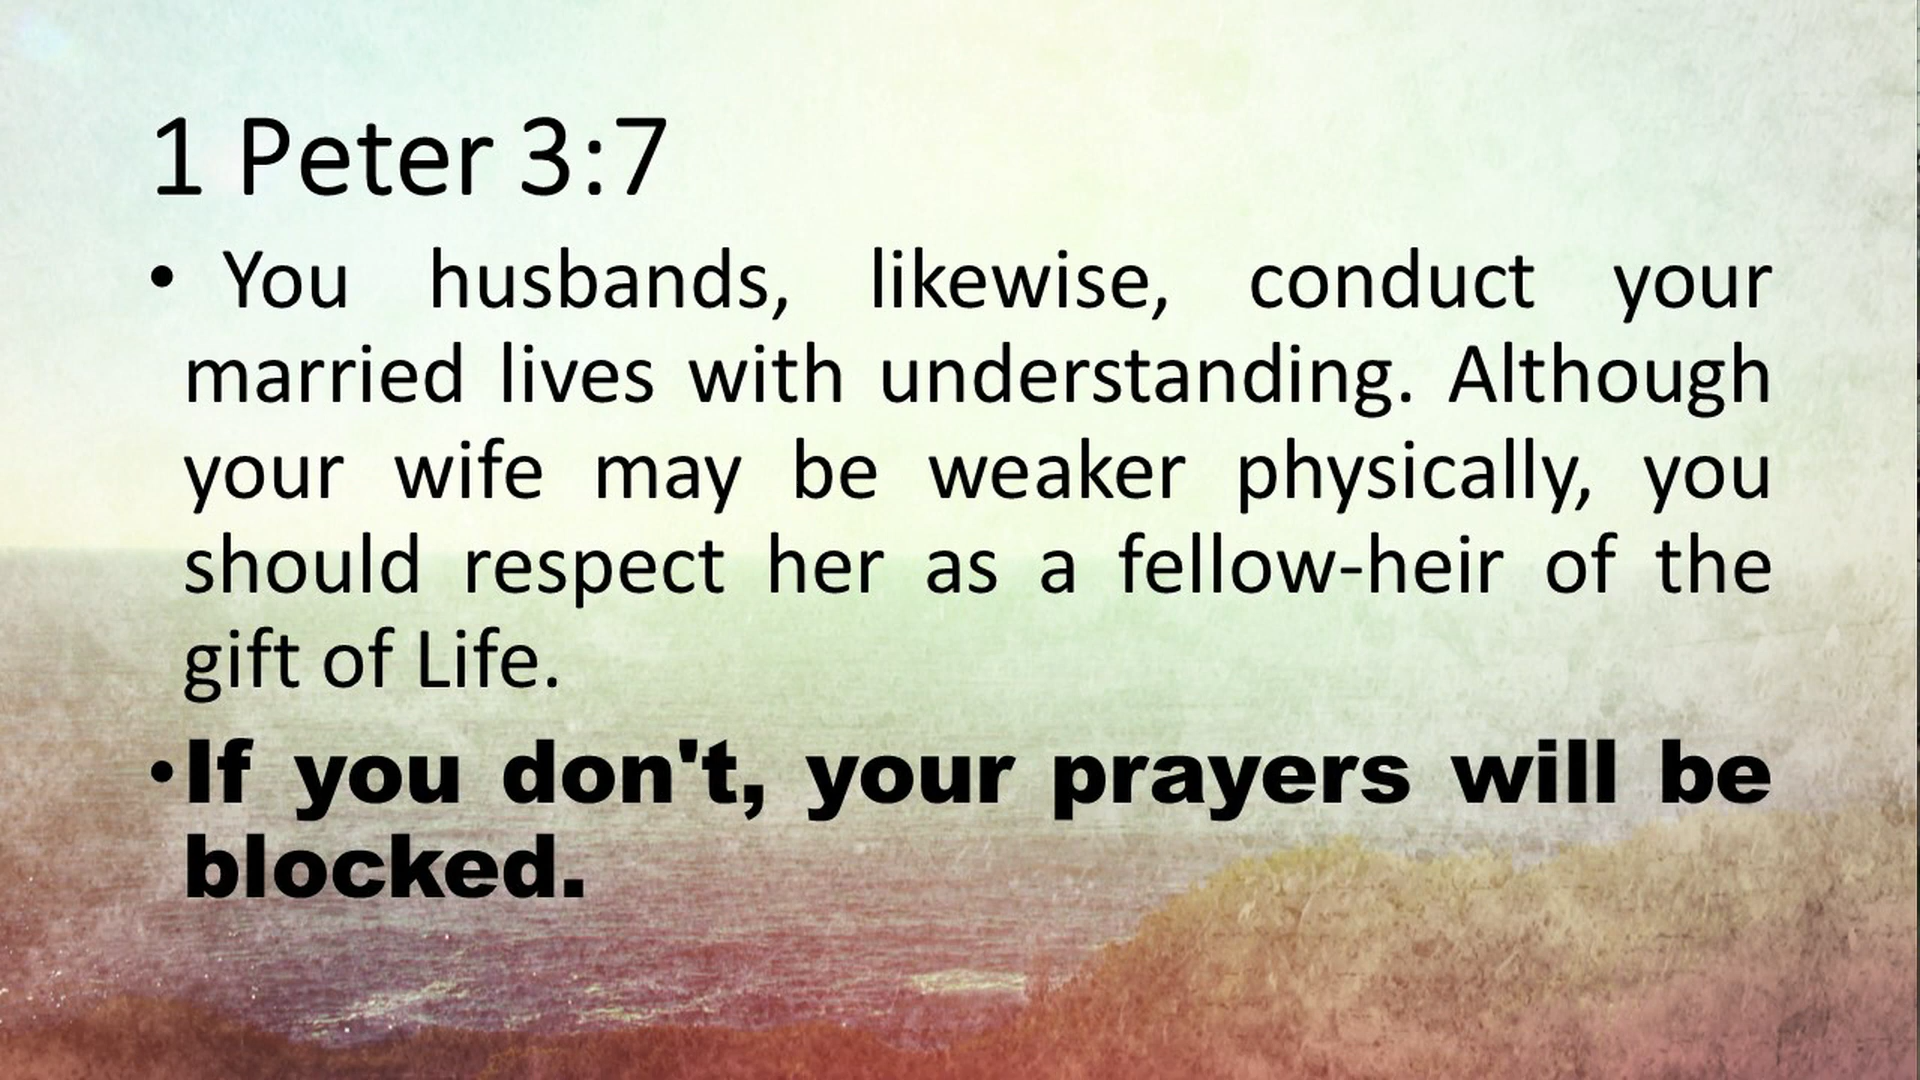 1 Peter 3:7
• You husbands, likewise, conduct your
married lives with understanding. Although
your wife may be weaker physically, you
should respect her as a fellow-heir of the
gift of Life.
•If you don't, your prayers will be
blocked.